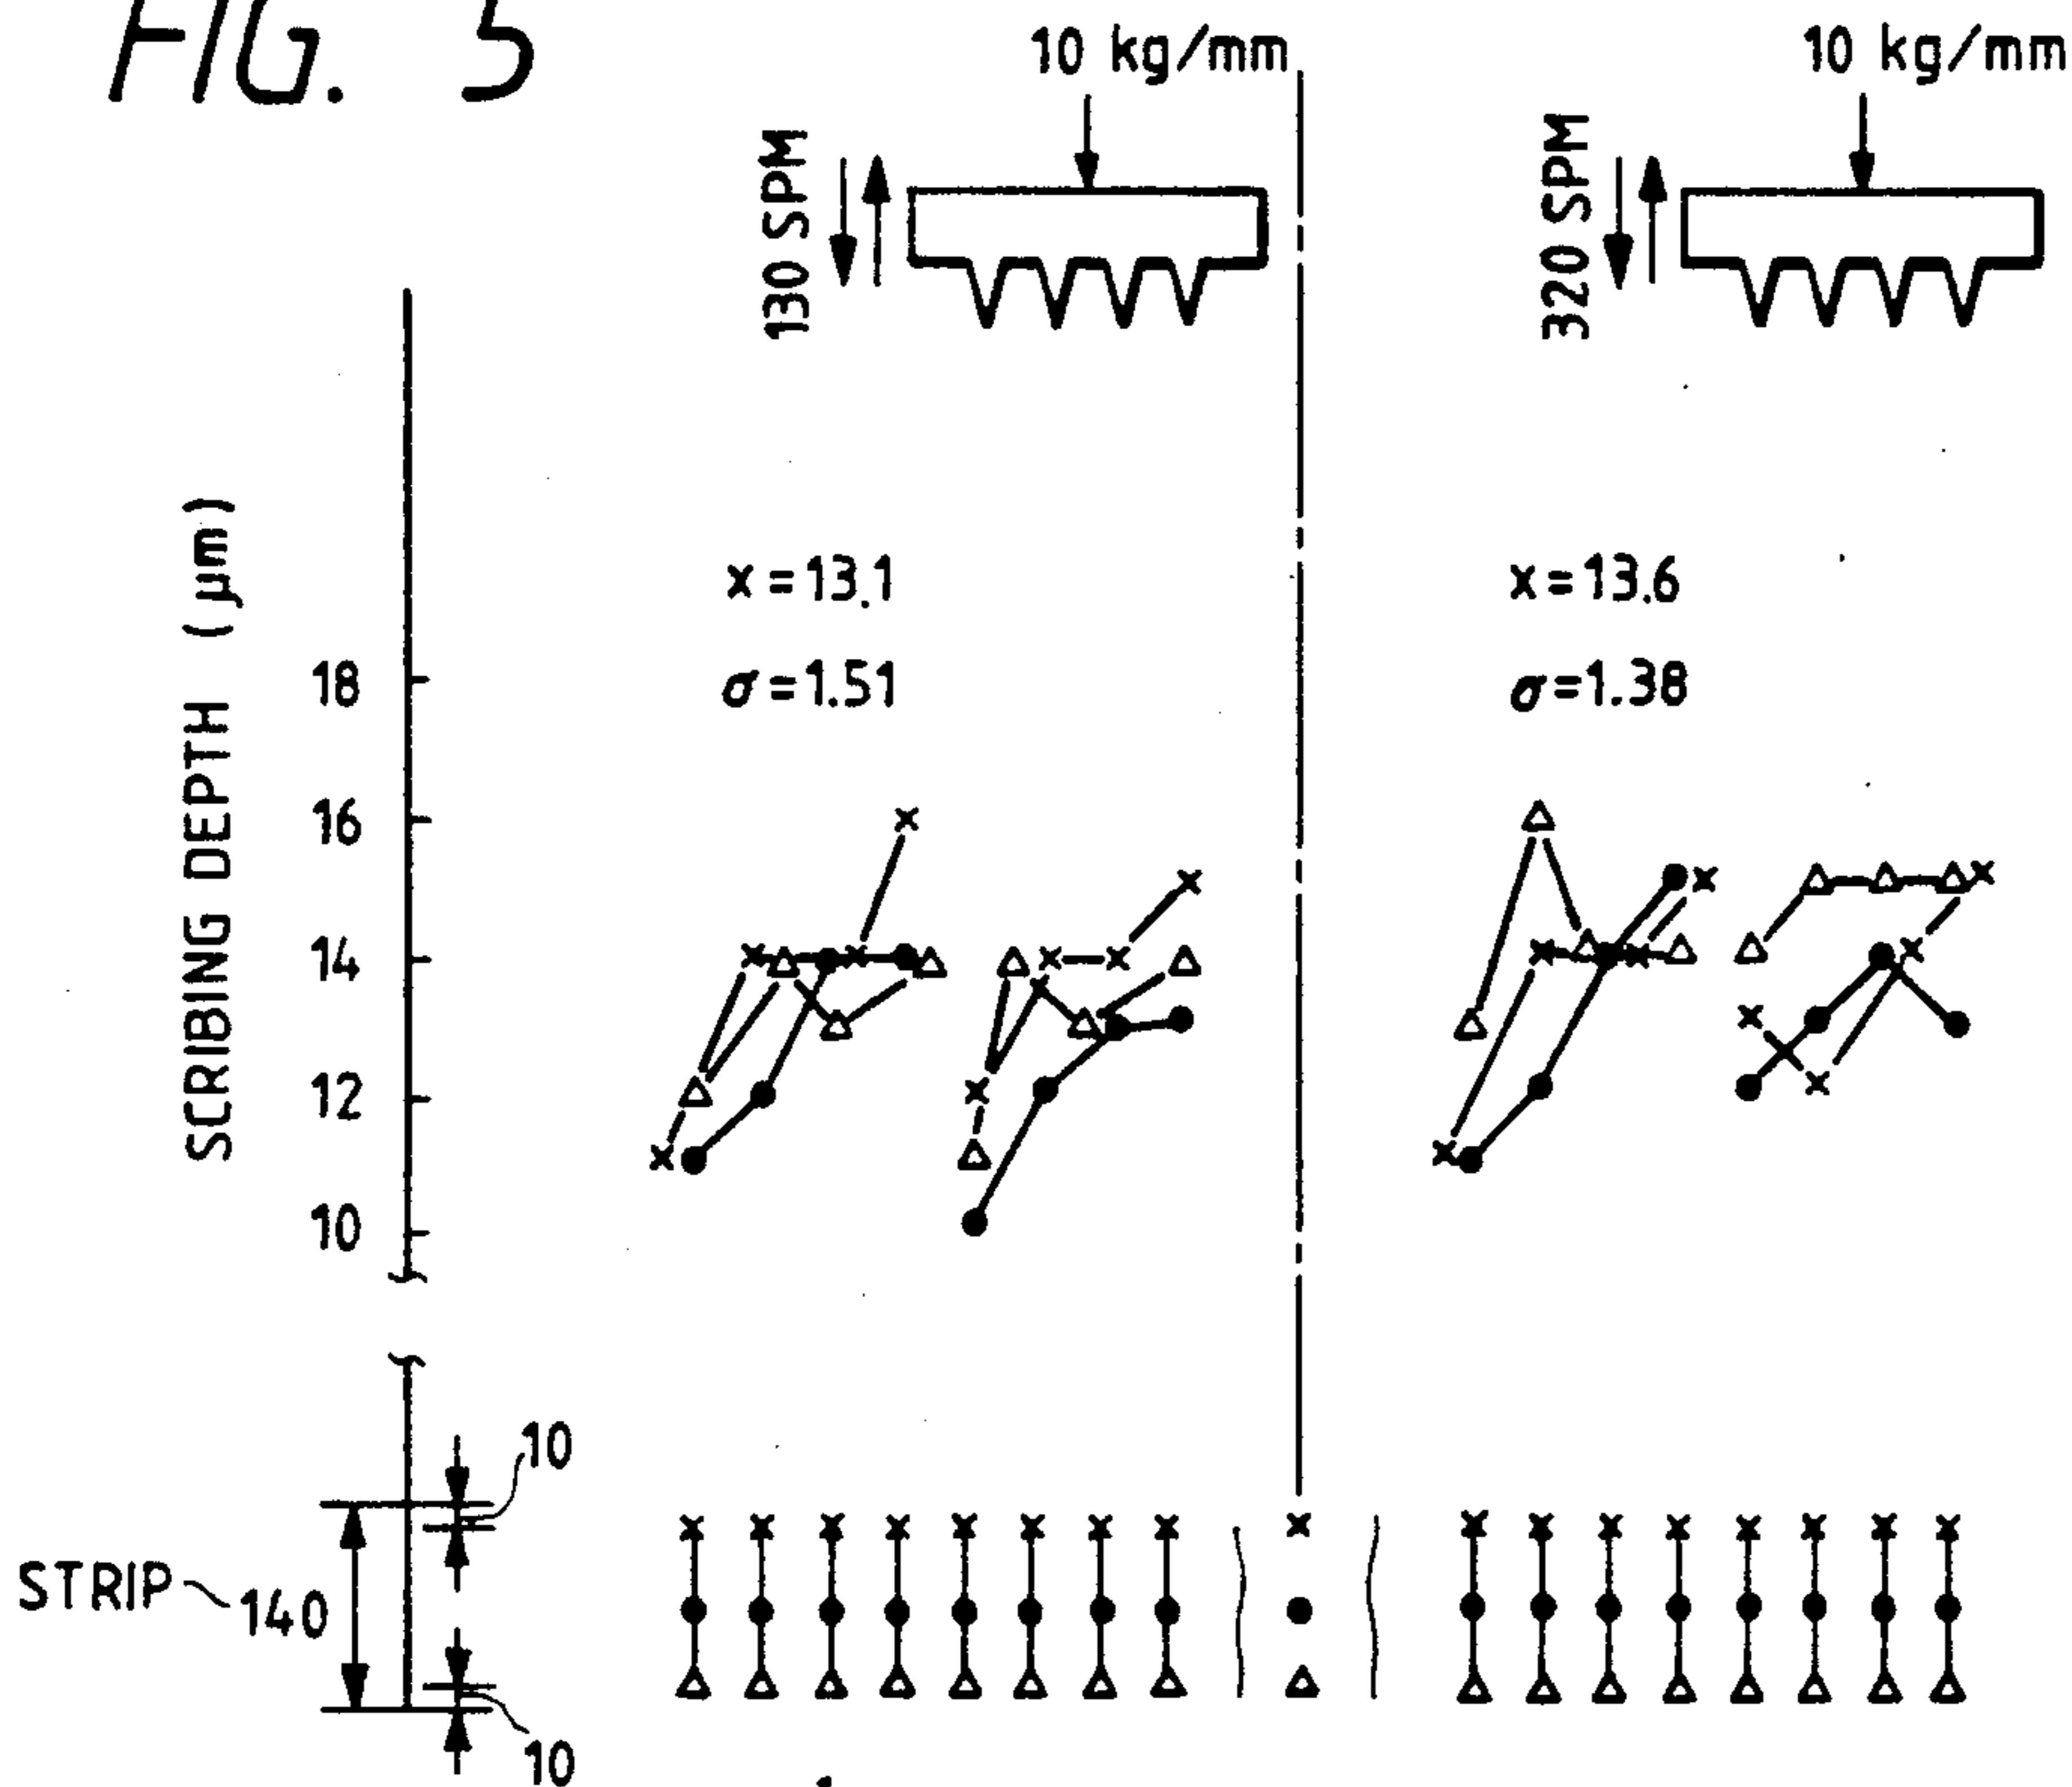 FIG. 5
10 kg/mm
10 kg/mm
130 SPM
320 SPM
SCRIBING DEPTH (μm)
x=13.1
x=13.6
σ=1.51
σ=1.38
18
16
14
12
10
10
STRIP
140
10